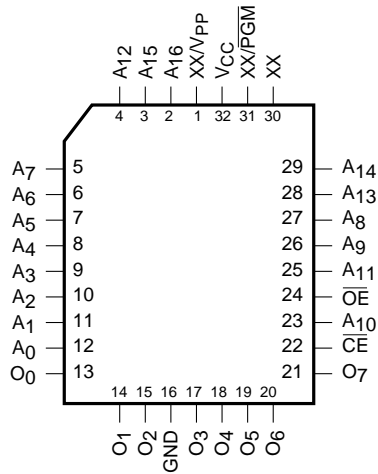 A12 A15 A16 XX/VPP VCC XX/P̅G̅M̅ XX
4 3 2 1 32 31 30
A7 5 29 A14
A6 6 28 A13
A5 7 27 A8
A4 8 26 A9
A3 9 25 A11
A2 10 24 O̅E̅
A1 11 23 A10
A0 12 22 C̅E̅
O0 13 21 O7
14 15 16 17 18 19 20
O1 O2 GND O3 O4 O5 O6